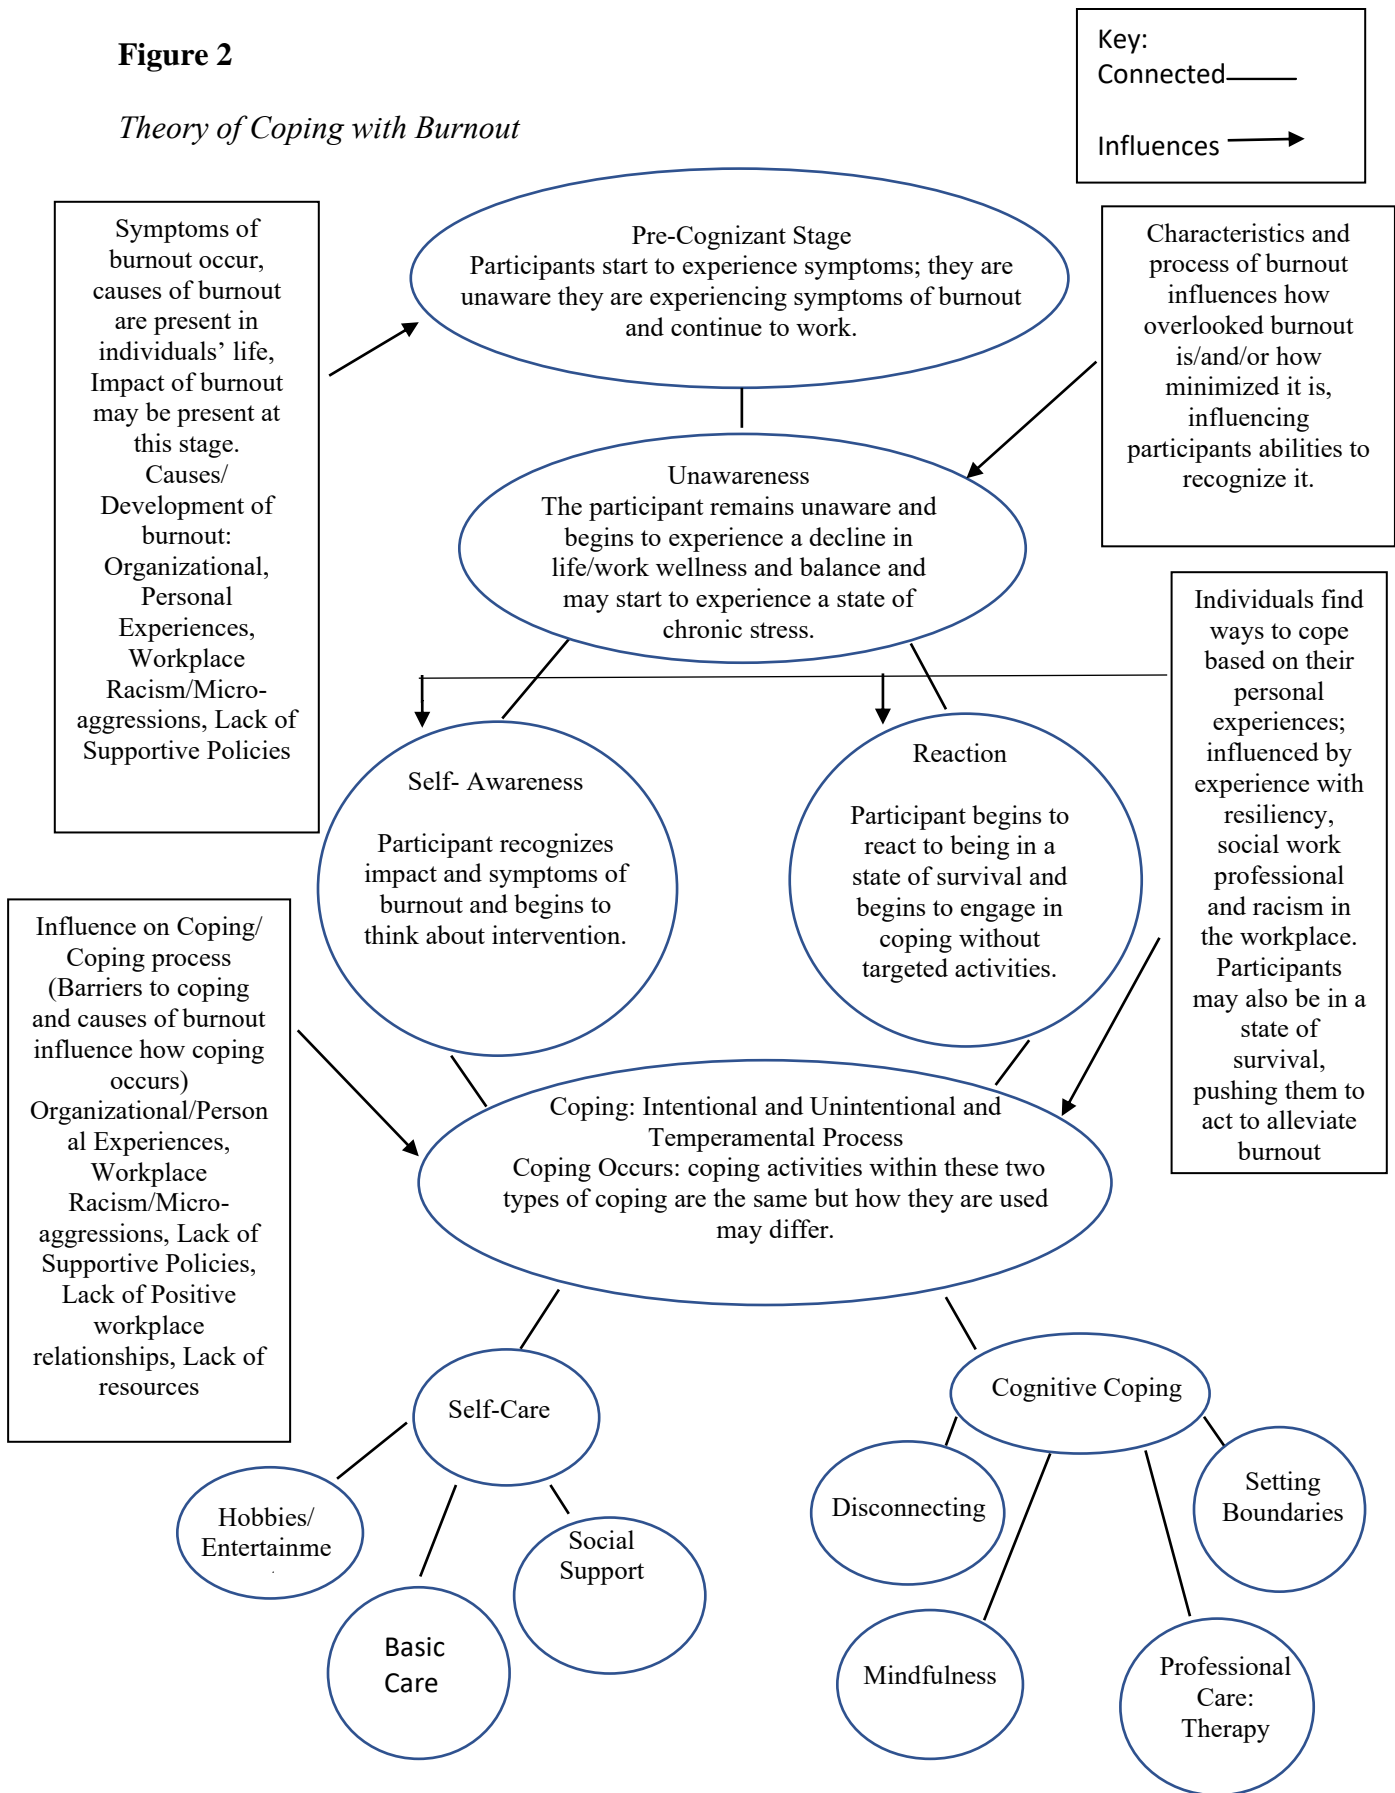 Figure 2
Theory of Coping with Burnout
Key:
Connected
Influences
Symptoms of
burnout occur,
causes of burnout
are present in
individuals’ life,
Impact of burnout
may be present at
this stage.
Causes/
Development of
burnout:
Organizational,
Personal
Experiences,
Workplace
Racism/Micro-
aggressions, Lack of
Supportive Policies
Pre-Cognizant Stage
Participants start to experience symptoms; they are
unaware they are experiencing symptoms of burnout
and continue to work.
Characteristics and
process of burnout
influences how
overlooked burnout
is/and/or how
minimized it is,
influencing
participants abilities to
recognize it.
Unawareness
The participant remains unaware and
begins to experience a decline in
life/work wellness and balance and
may start to experience a state of
chronic stress.
Individuals find
ways to cope
based on their
personal
experiences;
influenced by
experience with
resiliency,
social work
professional
and racism in
the workplace.
Participants
may also be in a
state of
survival,
pushing them to
act to alleviate
burnout
Self- Awareness
Participant recognizes
impact and symptoms of
burnout and begins to
think about intervention.
Reaction
Participant begins to
react to being in a
state of survival and
begins to engage in
coping without
targeted activities.
Influence on Coping/
Coping process
(Barriers to coping
and causes of burnout
influence how coping
occurs)
Organizational/Person
al Experiences,
Workplace
Racism/Micro-
aggressions, Lack of
Supportive Policies,
Lack of Positive
workplace
relationships, Lack of
resources
Coping: Intentional and Unintentional and
Temperamental Process
Coping Occurs: coping activities within these two
types of coping are the same but how they are used
may differ.
Self-Care
Cognitive Coping
Hobbies/
Entertainme
Basic
Care
Social
Support
Disconnecting
Mindfulness
Professional
Care:
Therapy
Setting
Boundaries